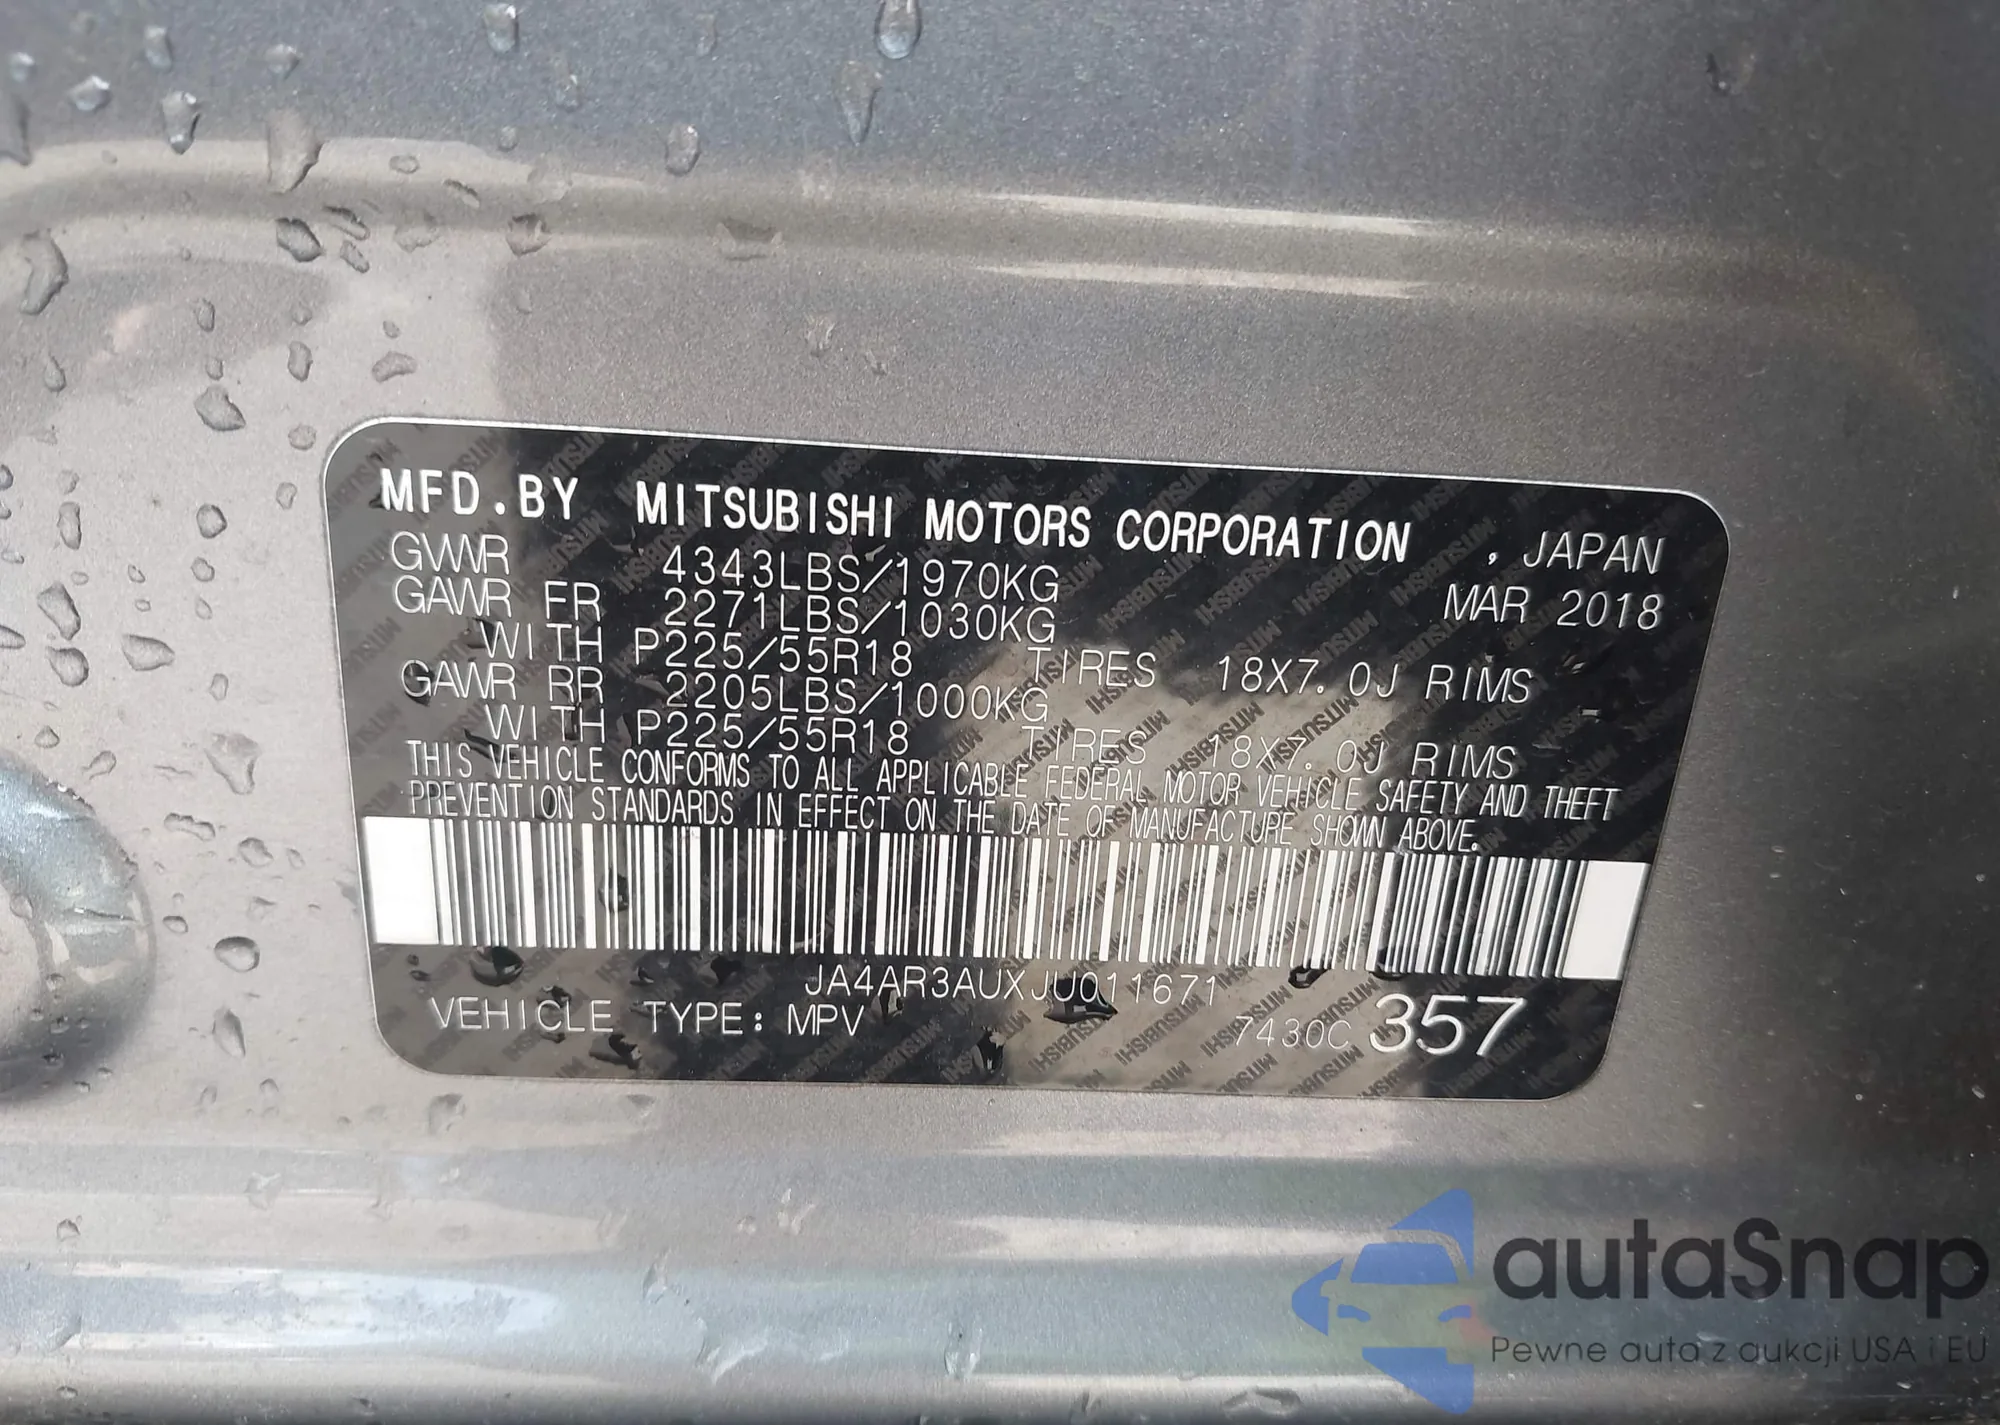 MFD.BY MITSUBISHI MOTORS CORPORATION , JAPAN
GVWR 4343LBS/1970KG MAR 2018
GAWR FR 2271LBS/1030KG
WITH P225/55R18 TIRES 18X7.0J RIMS
GAWR RR 2205LBS/1000KG
WITH P225/55R18 TIRES 18X7.0J RIMS
THIS VEHICLE CONFORMS TO ALL APPLICABLE FEDERAL MOTOR VEHICLE SAFETY AND THEFT
PREVENTION STANDARDS IN EFFECT ON THE DATE OF MANUFACTURE SHOWN ABOVE.
JA4AR3AUXJU011671
VEHICLE TYPE: MPV 7430C 357
autaSnap
Pewne auta z aukcji USA i EU